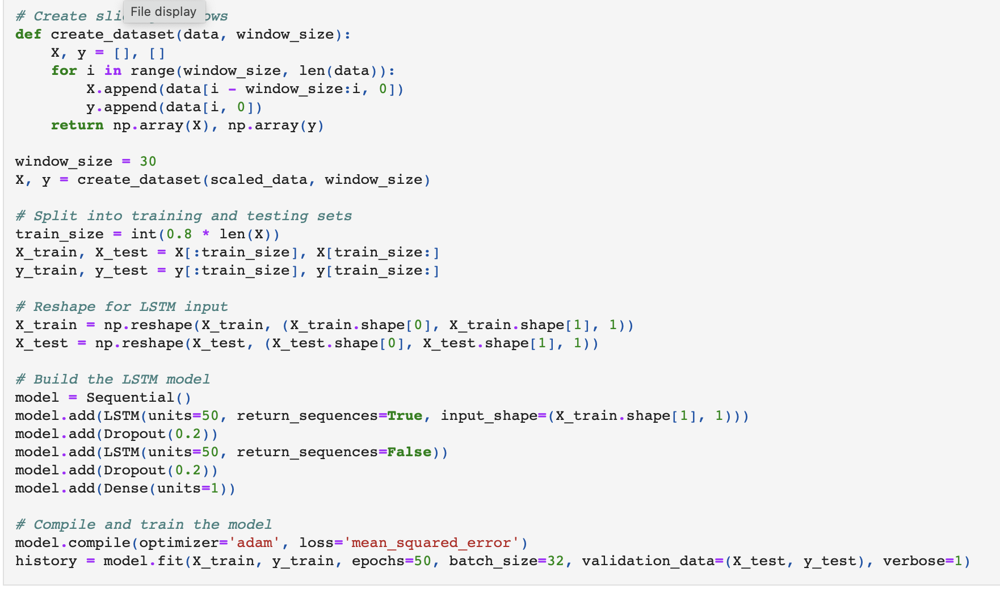 # Create sli ows
File display
def create_dataset(data, window_size):
    X, y = [], []
    for i in range(window_size, len(data)):
        X.append(data[i - window_size:i, 0])
        y.append(data[i, 0])
    return np.array(X), np.array(y)

window_size = 30
X, y = create_dataset(scaled_data, window_size)

# Split into training and testing sets
train_size = int(0.8 * len(X))
X_train, X_test = X[:train_size], X[train_size:]
y_train, y_test = y[:train_size], y[train_size:]

# Reshape for LSTM input
X_train = np.reshape(X_train, (X_train.shape[0], X_train.shape[1], 1))
X_test = np.reshape(X_test, (X_test.shape[0], X_test.shape[1], 1))

# Build the LSTM model
model = Sequential()
model.add(LSTM(units=50, return_sequences=True, input_shape=(X_train.shape[1], 1)))
model.add(Dropout(0.2))
model.add(LSTM(units=50, return_sequences=False))
model.add(Dropout(0.2))
model.add(Dense(units=1))

# Compile and train the model
model.compile(optimizer='adam', loss='mean_squared_error')
history = model.fit(X_train, y_train, epochs=50, batch_size=32, validation_data=(X_test, y_test), verbose=1)